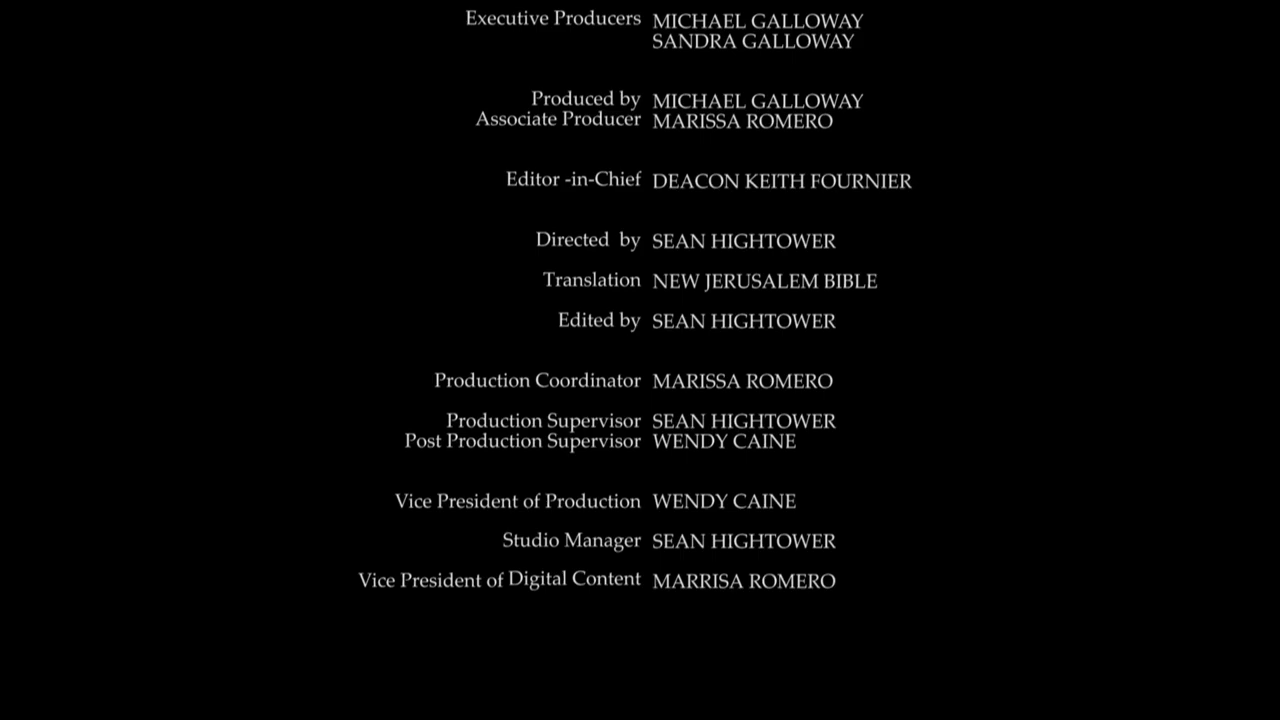 Executive Producers MICHAEL GALLOWAY
SANDRA GALLOWAY
Produced by MICHAEL GALLOWAY
Associate Producer MARISSA ROMERO
Editor -in-Chief DEACON KEITH FOURNIER
Directed by SEAN HIGHTOWER
Translation NEW JERUSALEM BIBLE
Edited by SEAN HIGHTOWER
Production Coordinator MARISSA ROMERO
Production Supervisor SEAN HIGHTOWER
Post Production Supervisor WENDY CAINE
Vice President of Production WENDY CAINE
Studio Manager SEAN HIGHTOWER
Vice President of Digital Content MARRISA ROMERO